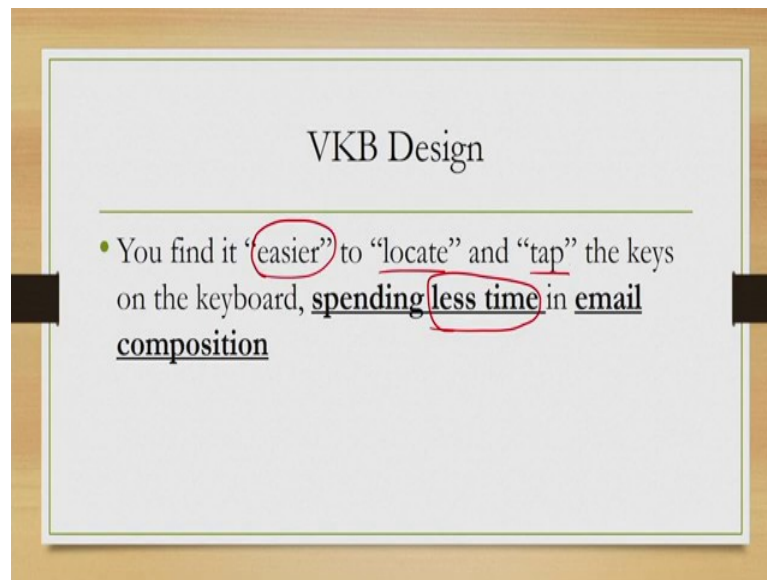 VKB Design
• You find it “easier” to “locate” and “tap” the keys
on the keyboard, spending less time in email
composition